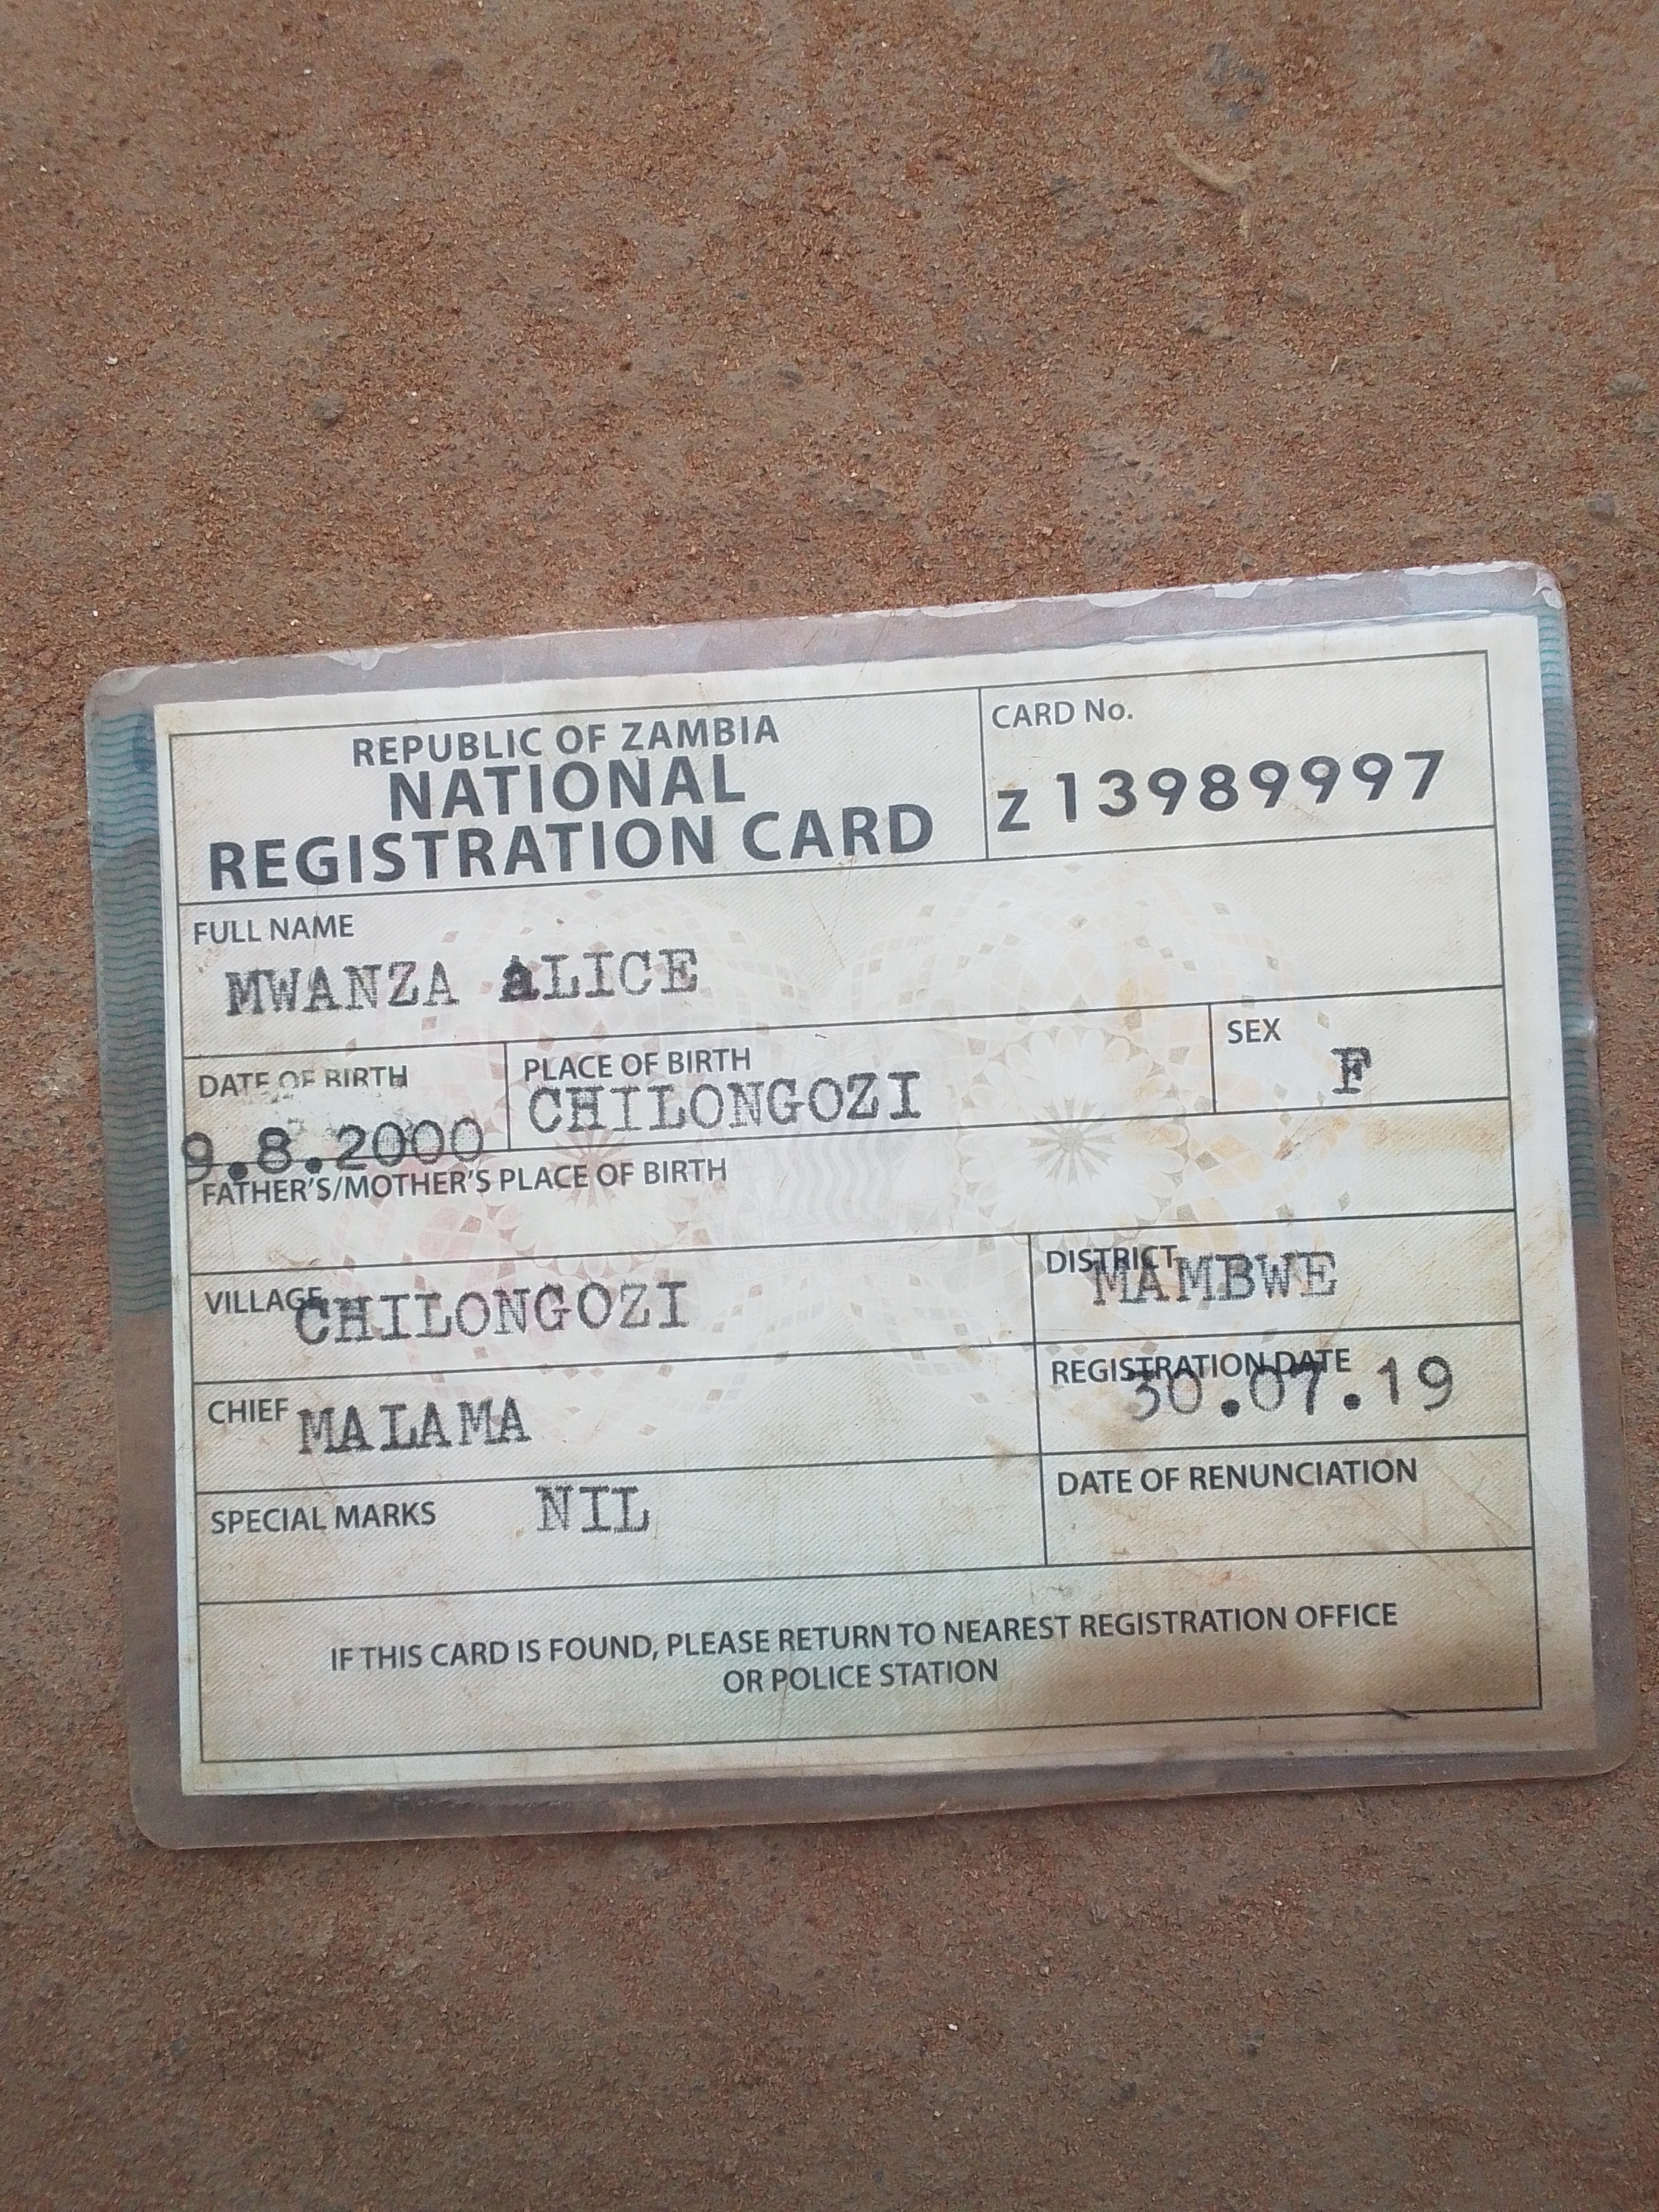 REPUBLIC OF ZAMBIA
NATIONAL
REGISTRATION CARD
CARD No.
Z 13989997
FULL NAME
MWANZA ALICE
DATE OF BIRTH
9.8.2000
PLACE OF BIRTH
CHILONGOZI
SEX
F
FATHER'S/MOTHER'S PLACE OF BIRTH
VILLAGE CHILONGOZI
DISTRICT MAMBWE
CHIEF MALAMA
REGISTRATION DATE
30.07.19
SPECIAL MARKS NIL
DATE OF RENUNCIATION
IF THIS CARD IS FOUND, PLEASE RETURN TO NEAREST REGISTRATION OFFICE
OR POLICE STATION